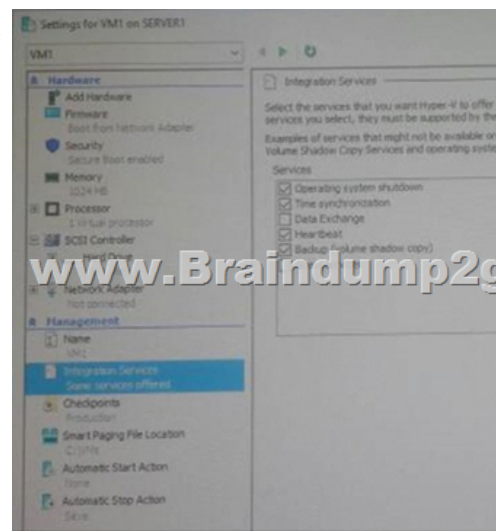 Settings for VM1 on SERVER1
VM1
Hardware
Add Hardware
Firmware
Boot from Network Adapter
Security
Secure Boot enabled
Memory
1024 MB
Processor
1 Virtual processor
SCSI Controller
Hard Drive
Network Adapter
Not connected
Management
Name
VM1
Integration Services
Some services offered
Checkpoints
Production
Smart Paging File Location
Automatic Start Action
None
Automatic Stop Action
Save
Integration Services
Select the services that you want Hyper-V to offer
services you select, they must be supported by the
Examples of services that might not be available on
Volume Shadow Copy Services and operating syste
Services
Operating system shutdown
Time synchronization
Data Exchange
Heartbeat
Backup (volume shadow copy)
www.Braindump2g